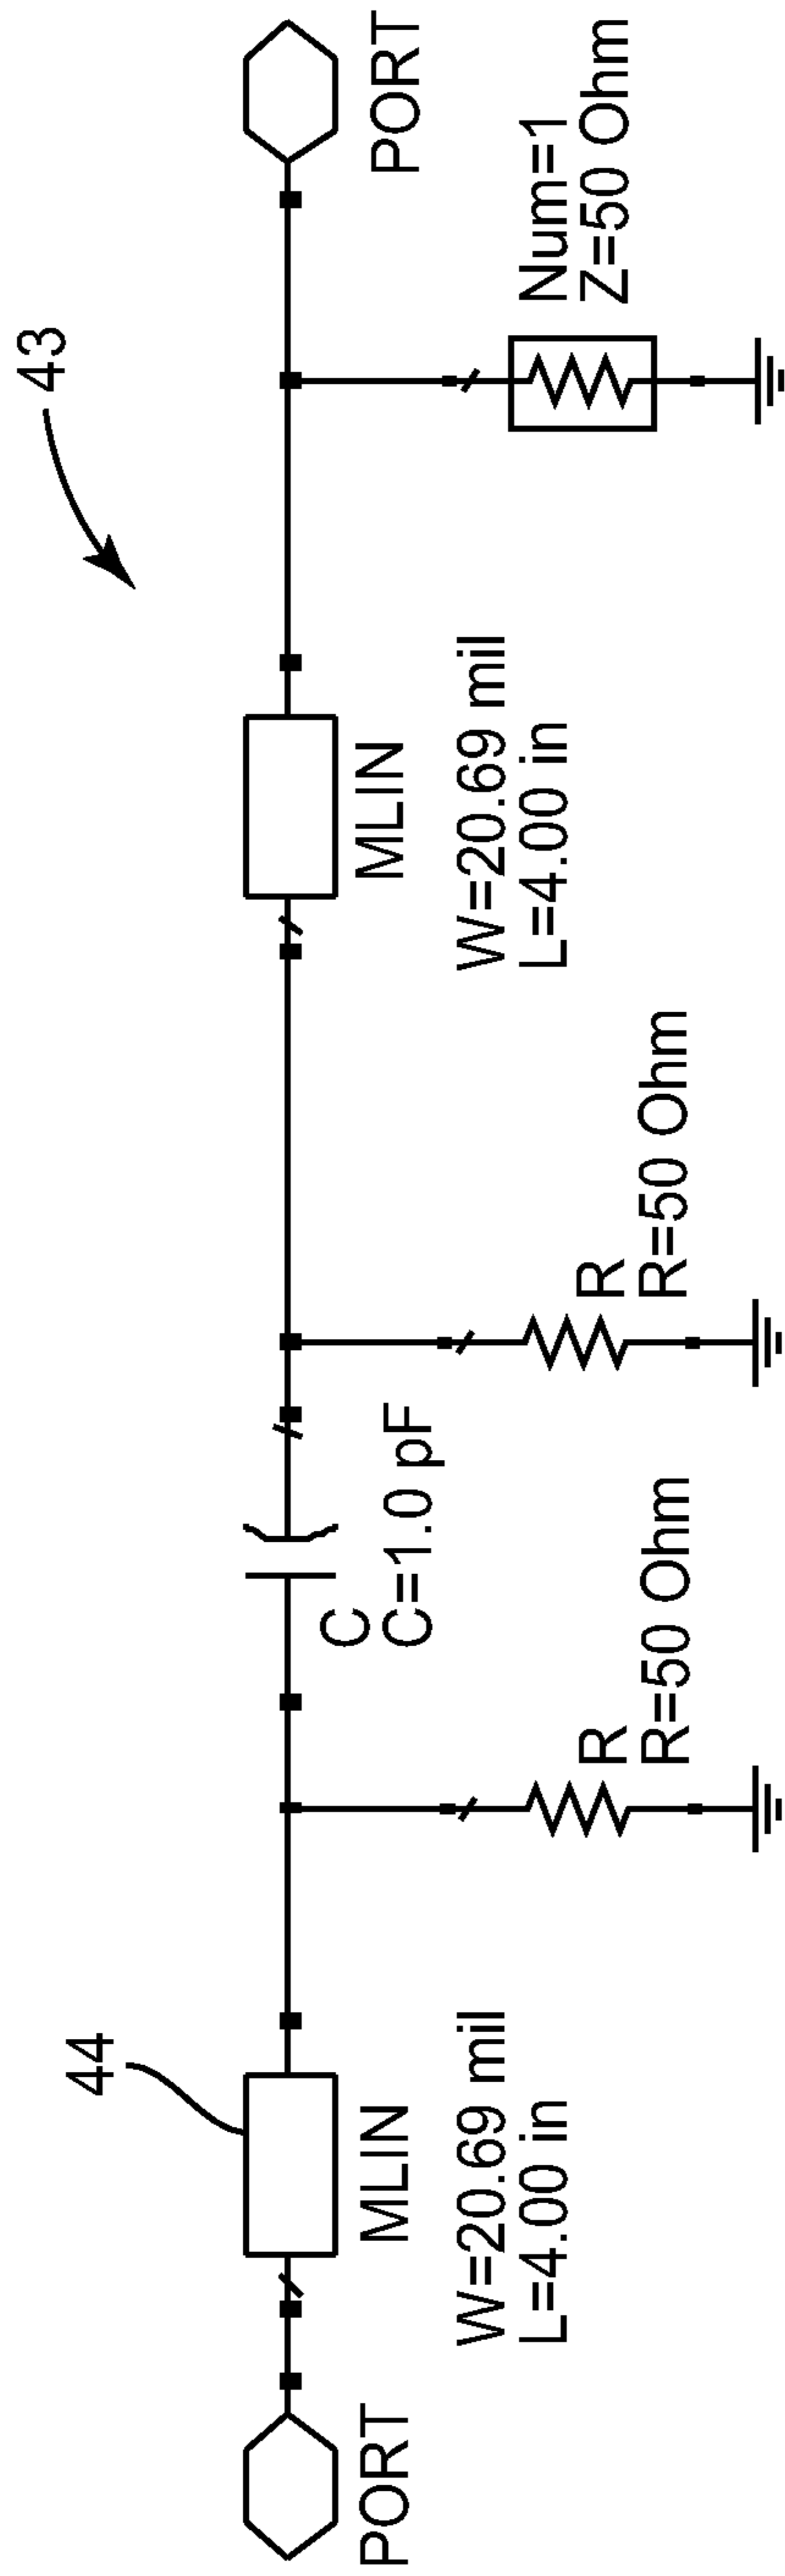 43
44
PORT
MLIN
W=20.69 mil
L=4.00 in
R
R=50 Ohm
C
C=1.0 pF
R
R=50 Ohm
MLIN
W=20.69 mil
L=4.00 in
Num=1
Z=50 Ohm
PORT